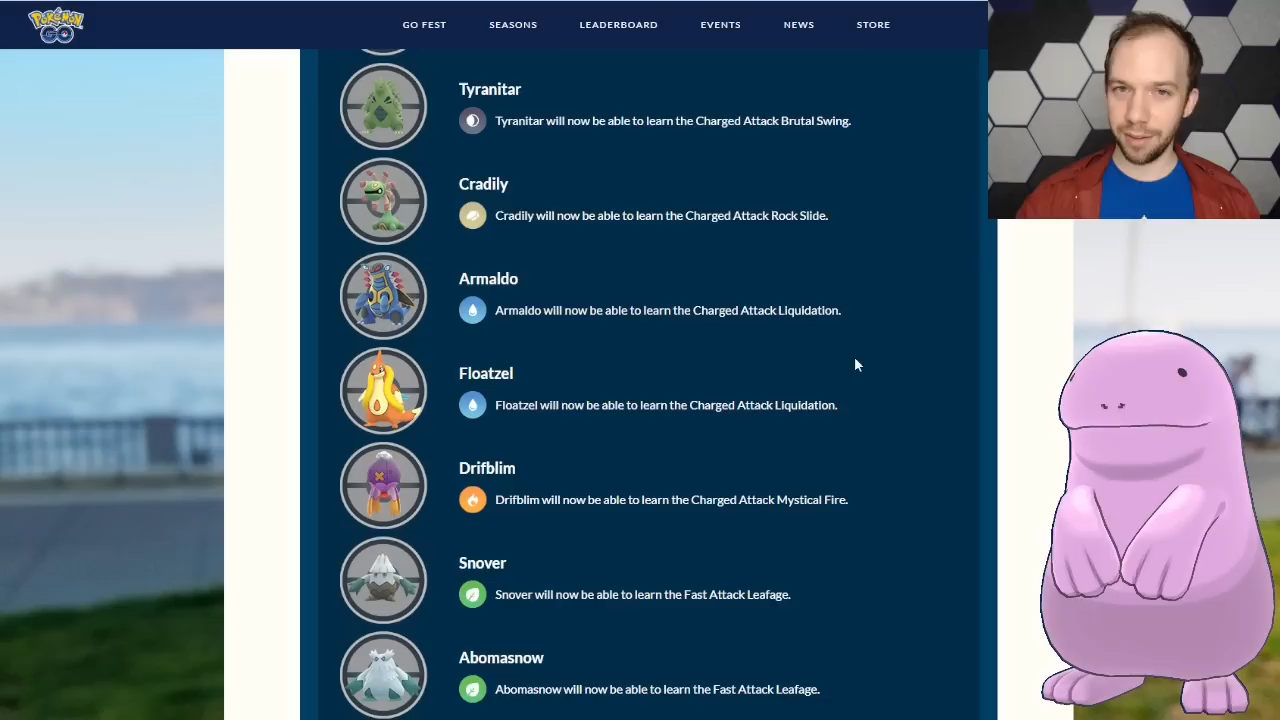 POKÉMON
GO
GO FEST
SEASONS
LEADERBOARD
EVENTS
NEWS
STORE
Tyranitar
Tyranitar will now be able to learn the Charged Attack Brutal Swing.
Cradily
Cradily will now be able to learn the Charged Attack Rock Slide.
Armaldo
Armaldo will now be able to learn the Charged Attack Liquidation.
Floatzel
Floatzel will now be able to learn the Charged Attack Liquidation.
Drifblim
Drifblim will now be able to learn the Charged Attack Mystical Fire.
Snover
Snover will now be able to learn the Fast Attack Leafage.
Abomasnow
Abomasnow will now be able to learn the Fast Attack Leafage.